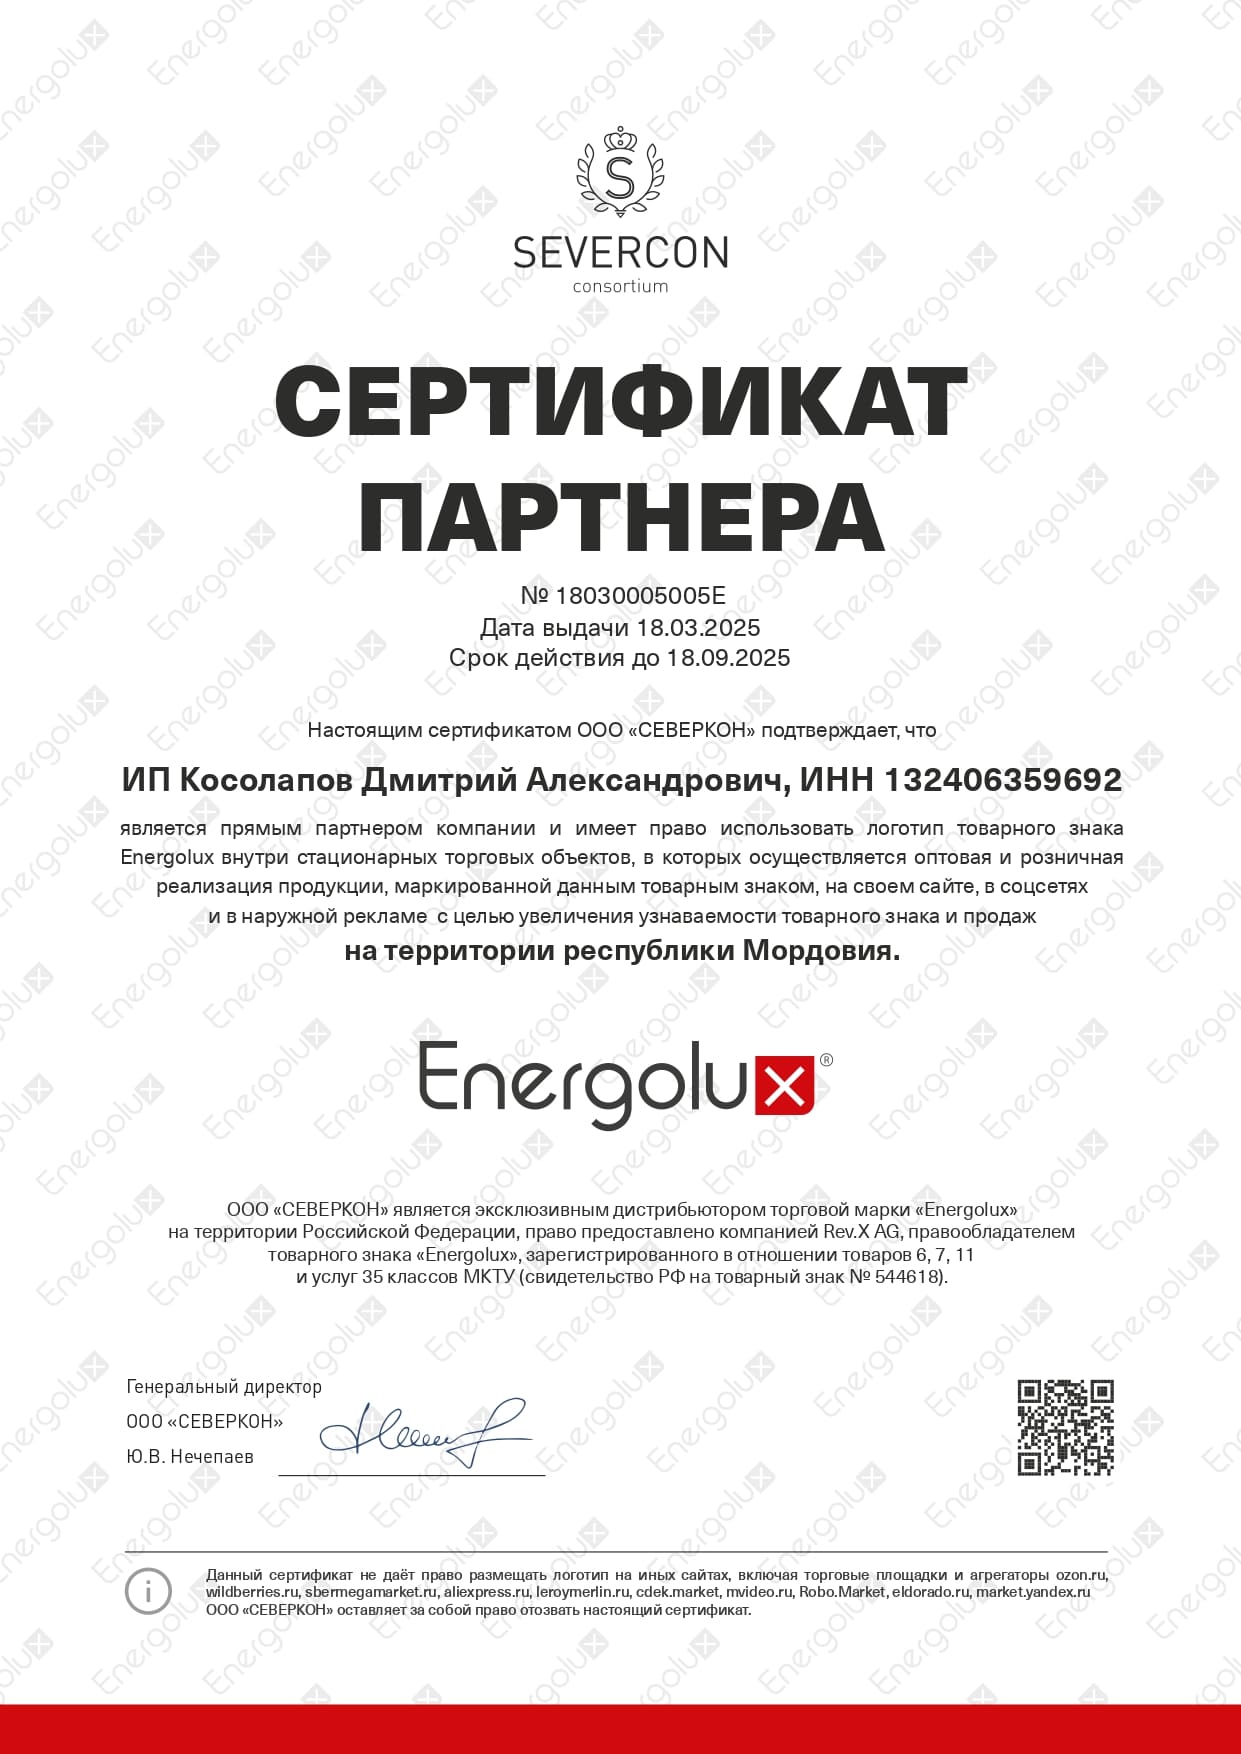 S
SEVERCON
consortium
СЕРТИФИКАТ
ПАРТНЕРА
№ 18030005005E
Дата выдачи 18.03.2025
Срок действия до 18.09.2025
Настоящим сертификатом ООО «СЕВЕРКОН» подтверждает, что
ИП Косолапов Дмитрий Александрович, ИНН 132406359692
является прямым партнером компании и имеет право использовать логотип товарного знака
Energolux внутри стационарных торговых объектов, в которых осуществляется оптовая и розничная
реализация продукции, маркированной данным товарным знаком, на своем сайте, в соцсетях
и в наружной рекламе с целью увеличения узнаваемости товарного знака и продаж
на территории республики Мордовия.
Energolux®
ООО «СЕВЕРКОН» является эксклюзивным дистрибьютором торговой марки «Energolux»
на территории Российской Федерации, право предоставлено компанией Rev.X AG, правообладателем
товарного знака «Energolux», зарегистрированного в отношении товаров 6, 7, 11
и услуг 35 классов МКТУ (свидетельство РФ на товарный знак № 544618).
Генеральный директор
ООО «СЕВЕРКОН»
Ю.В. Нечепаев
Данный сертификат не даёт право размещать логотип на иных сайтах, включая торговые площадки и агрегаторы ozon.ru,
wildberries.ru, sbermegamarket.ru, aliexpress.ru, leroymerlin.ru, cdek.market, mvideo.ru, Robo.Market, eldorado.ru, market.yandex.ru
ООО «СЕВЕРКОН» оставляет за собой право отозвать настоящий сертификат.